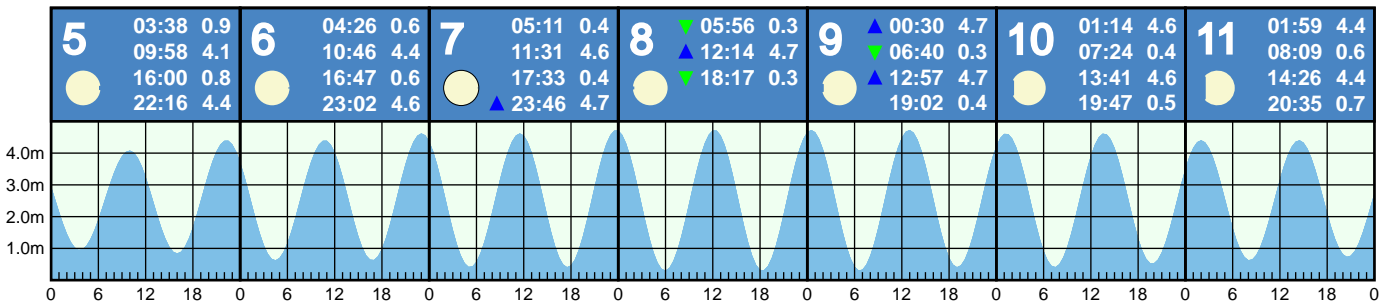 5
03:38 0.9
09:58 4.1
16:00 0.8
22:16 4.4
6
04:26 0.6
10:46 4.4
16:47 0.6
23:02 4.6
7
05:11 0.4
11:31 4.6
17:33 0.4
▲ 23:46 4.7
8
▼ 05:56 0.3
▲ 12:14 4.7
▼ 18:17 0.3
9
▲ 00:30 4.7
▼ 06:40 0.3
▲ 12:57 4.7
19:02 0.4
10
01:14 4.6
07:24 0.4
13:41 4.6
19:47 0.5
11
01:59 4.4
08:09 0.6
14:26 4.4
20:35 0.7
4.0m
3.0m
2.0m
1.0m
0 6 12 18 0 6 12 18 0 6 12 18 0 6 12 18 0 6 12 18 0 6 12 18 0 6 12 18 0